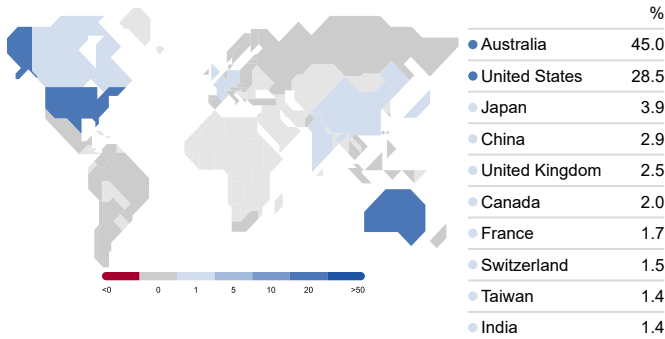 %
Australia 45.0
United States 28.5
Japan 3.9
China 2.9
United Kingdom 2.5
Canada 2.0
France 1.7
Switzerland 1.5
Taiwan 1.4
India 1.4
<0 0 1 5 10 20 >50